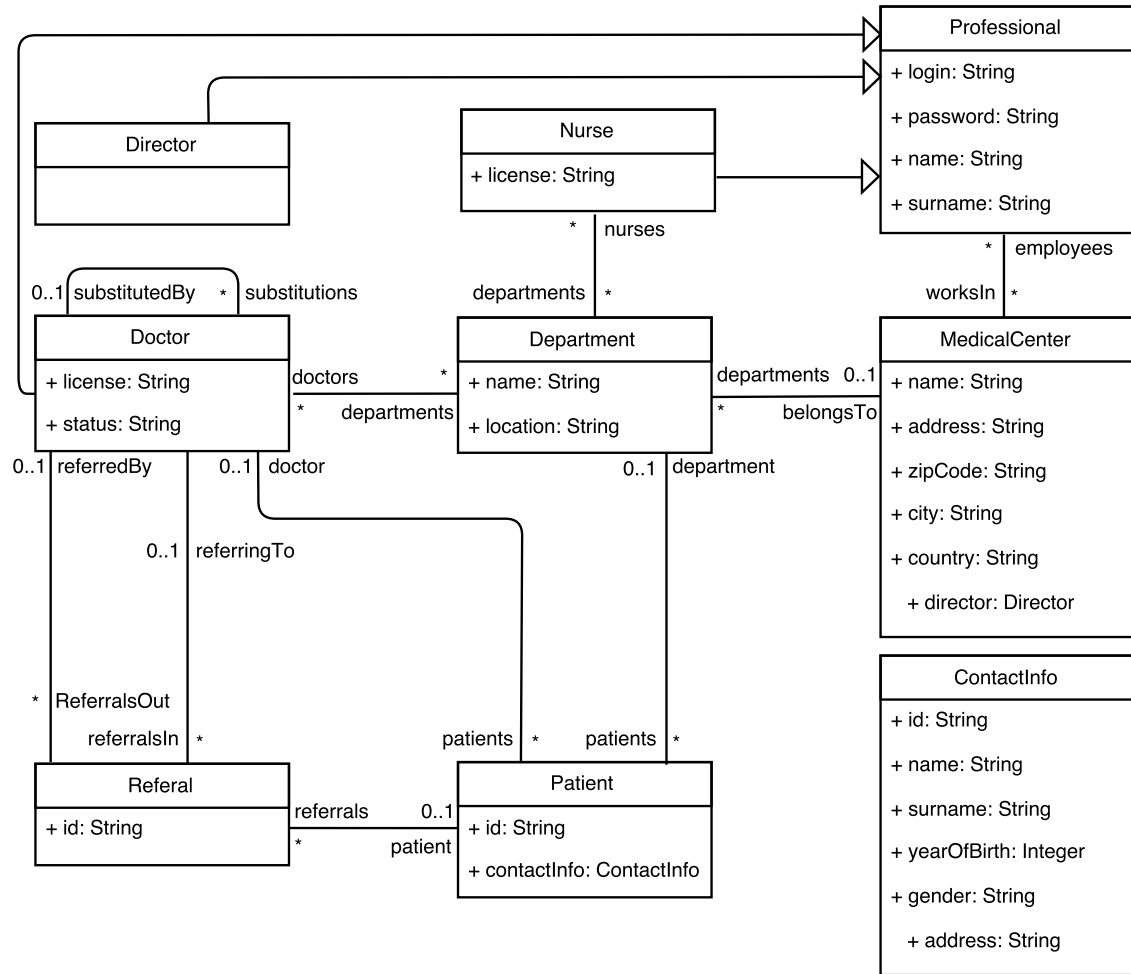 Professional
+ login: String
+ password: String
+ name: String
+ surname: String
Director
Nurse
+ license: String
* nurses
* employees
0..1 substitutedBy * substitutions
departments *
worksIn *
Doctor
+ license: String
+ status: String
doctors *
* departments
Department
+ name: String
+ location: String
departments 0..1
* belongsTo
MedicalCenter
+ name: String
+ address: String
+ zipCode: String
+ city: String
+ country: String
+ director: Director
0..1 referredBy
0..1 doctor
0..1 department
0..1 referringTo
* ReferralsOut
referralsIn *
patients *
patients *
Referal
+ id: String
referrals 0..1
* patient
Patient
+ id: String
+ contactInfo: ContactInfo
ContactInfo
+ id: String
+ name: String
+ surname: String
+ yearOfBirth: Integer
+ gender: String
+ address: String